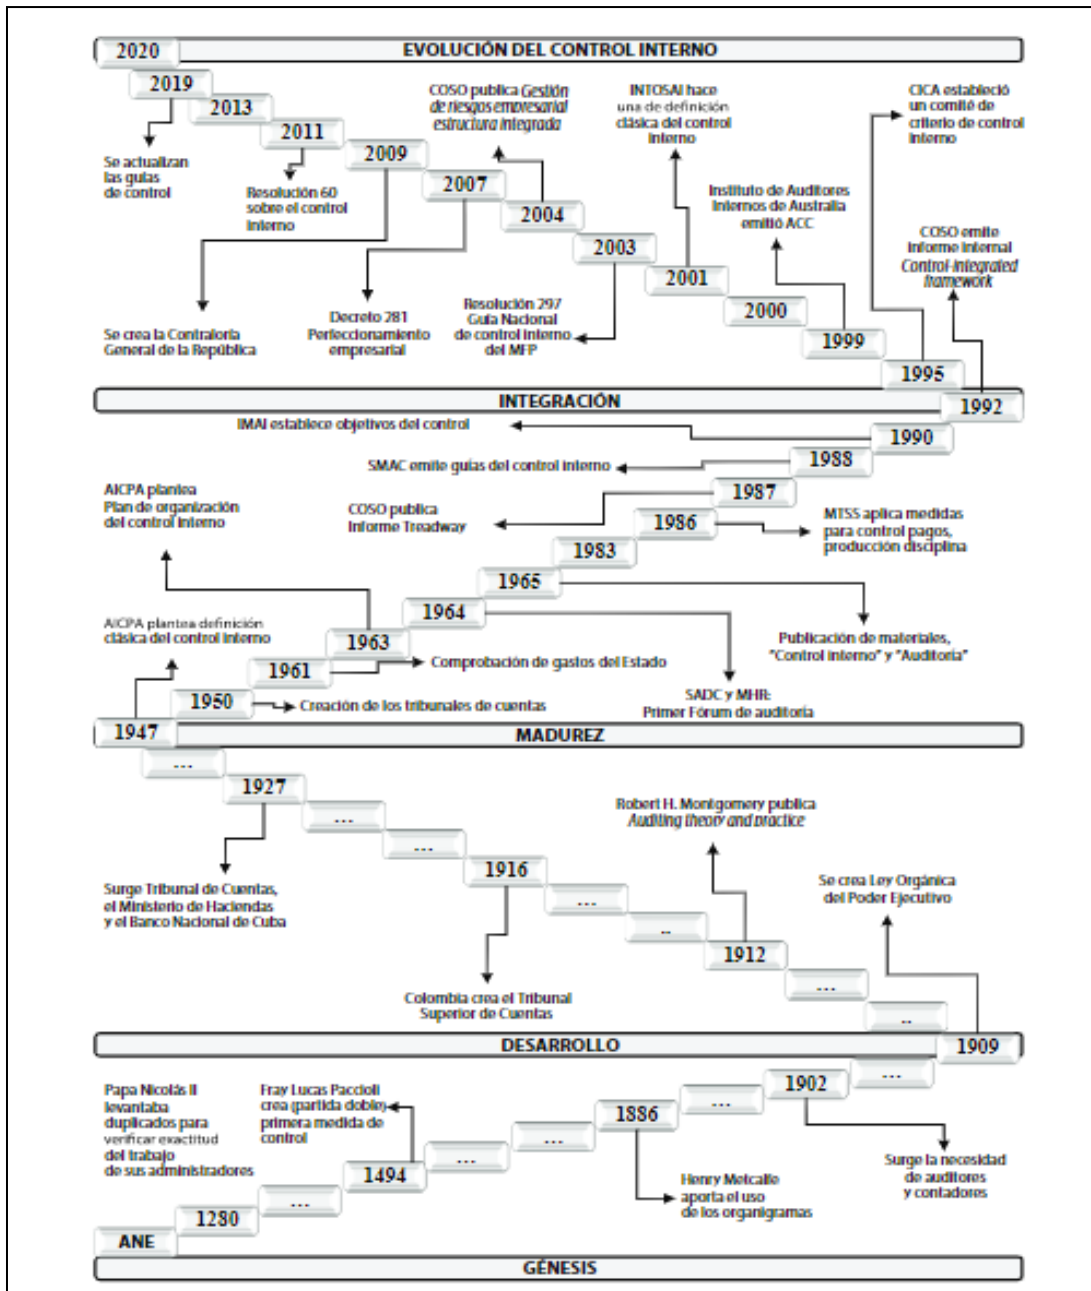 EVOLUCIÓN DEL CONTROL INTERNO
2020
2019
2013
2011
2009
2007
2004
2003
2001
2000
1999
1995
1992
Se actualizan
las guías
de control
Resolución 60
sobre el control
interno
COSO publica Gestión
de riesgos empresarial
estructura integrada
INTOSAI hace
una de definición
clásica del control
interno
CICA estableció
un comité de
criterio de control
interno
Instituto de Auditores
Internos de Australia
emitió ACC
COSO emite
informe internal
Control-integrated
framework
Se crea la Contraloría
General de la República
Decreto 281
Perfeccionamiento
empresarial
Resolución 297
Guía Nacional
de control interno
del MFP
INTEGRACIÓN
IMAI establece objetivos del control
1990
SMAC emite guías del control interno
1988
AICPA plantea
Plan de organización
del control interno
COSO publica
Informe Treadway
1987
1986
MTSS aplica medidas
para control pagos,
producción disciplina
1983
1965
1964
AICPA plantea definición
clásica del control interno
1963
Publicación de materiales,
"Control interno" y "Auditoría"
1961
Comprobación de gastos del Estado
1950
Creación de los tribunales de cuentas
SADC y MHR:
Primer Fórum de auditoría
1947
MADUREZ
...
1927
...
...
1916
...
..
1912
...
..
1909
Robert H. Montgomery publica
Auditing theory and practice
Surge Tribunal de Cuentas,
el Ministerio de Haciendas
y el Banco Nacional de Cuba
Se crea Ley Orgánica
del Poder Ejecutivo
Colombia crea el Tribunal
Superior de Cuentas
DESARROLLO
Papa Nicolás II
levantaba
duplicados para
verificar exactitud
del trabajo
de sus administradores
Fray Lucas Paccioli
crea (partida doble)
primera medida de
control
...
1902
...
1886
...
...
1494
...
1280
ANE
Surge la necesidad
de auditores
y contadores
Henry Metcalfe
aporta el uso
de los organigramas
GÉNESIS